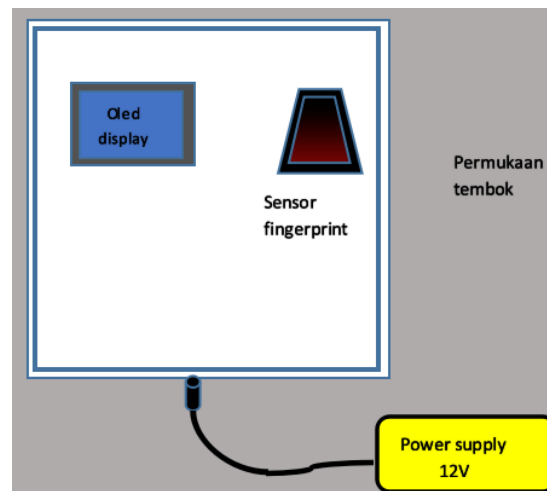 Oled
display
Sensor
fingerprint
Permukaan
tembok
Power supply
12V